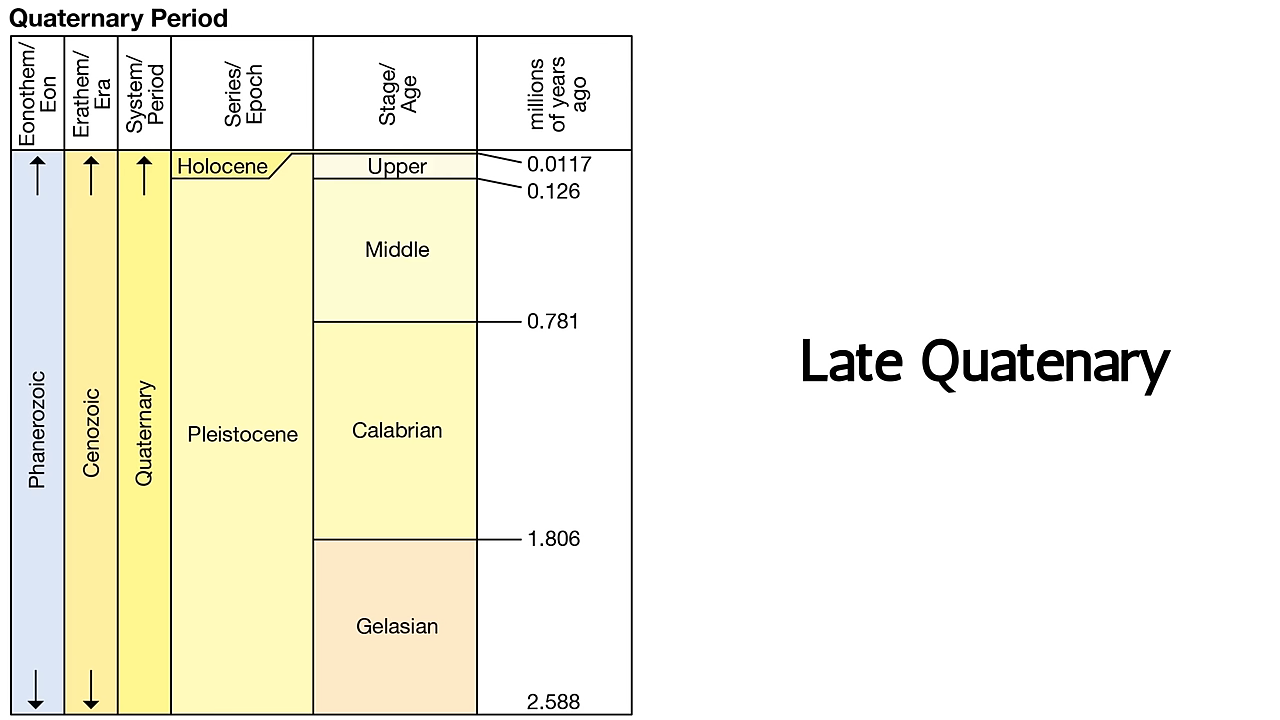 Quaternary Period
Eonothem/
Eon
Erathem/
Era
System/
Period
Series/
Epoch
Stage/
Age
millions
of years
ago
Holocene
Upper
0.0117
0.126
Middle
0.781
Phanerozoic
Cenozoic
Quaternary
Pleistocene
Calabrian
1.806
Gelasian
2.588
Late Quatenary